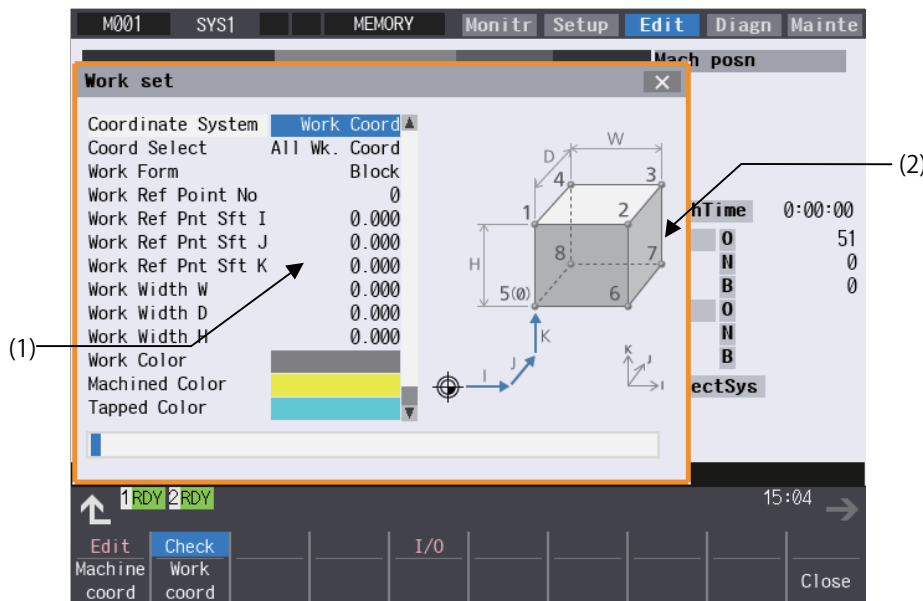 M001 SYS1 MEMORY Monitr Setup Edit Diagn Mainte
Mach posn
Work set
Coordinate System Work Coord
Coord Select All Wk. Coord
Work Form Block
Work Ref Point No 0
Work Ref Pnt Sft I 0.000
Work Ref Pnt Sft J 0.000
Work Ref Pnt Sft K 0.000
Work Width W 0.000
Work Width D 0.000
Work Width H 0.000
Work Color
Machined Color
Tapped Color
W
D
H
4 3
1 2
8 7
5(0) 6
K
J
I
K J
I
(1)
(2)
hTime 0:00:00
O 51
N 0
B 0
O
N
B
ectSys
1 RDY 2 RDY 15:04
Edit Check I/O
Machine coord Work coord Close